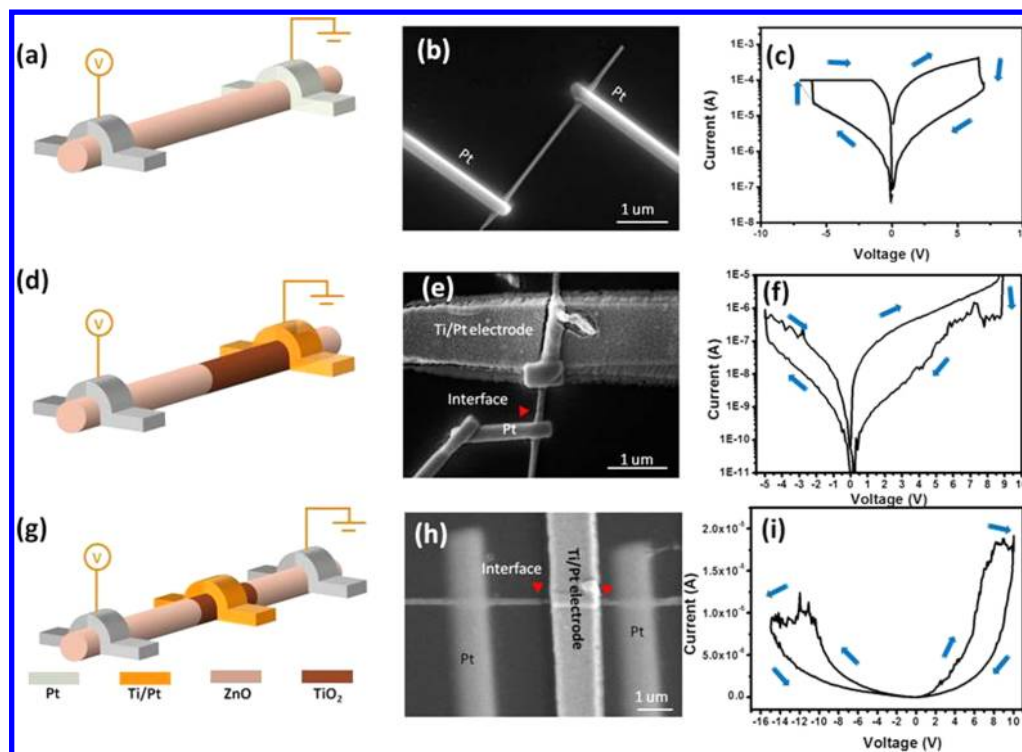 (a)
V
(b)
Pt
Pt
1 um
(c)
Current (A)
1E-3
1E-4
1E-5
1E-6
1E-7
1E-8
-10
-5
0
5
10
Voltage (V)
(d)
V
(e)
Ti/Pt electrode
Interface
Pt
1 um
(f)
Current (A)
1E-5
1E-6
1E-7
1E-8
1E-9
1E-10
1E-11
-5 -4 -3 -2 -1 0 1 2 3 4 5 6 7 8 9 10
Voltage (V)
(g)
V
Pt
Ti/Pt
ZnO
TiO₂
(h)
Interface
Ti/Pt electrode
Pt
Pt
1 um
(i)
Current (A)
0.0
-16 -14 -12 -10 -8 -6 -4 -2 0 2 4 6 8 10
Voltage (V)